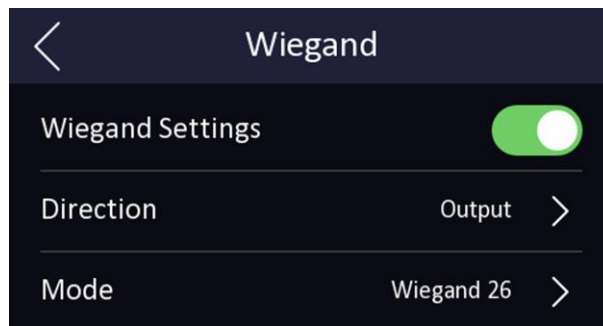 Wiegand
Wiegand Settings
Direction Output
Mode Wiegand 26